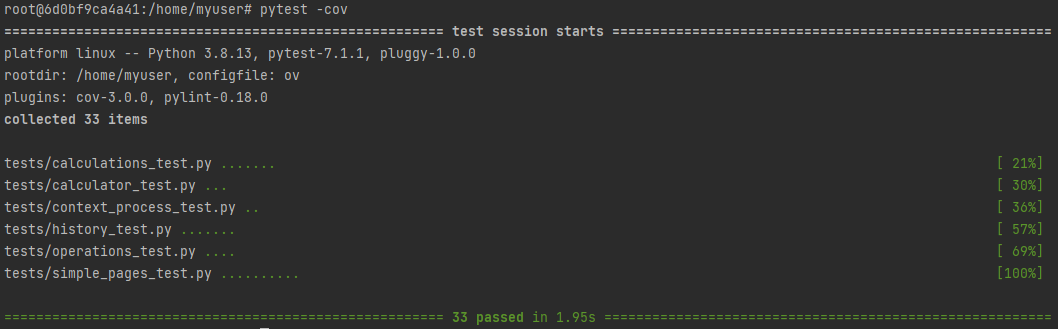 root@6d0bf9ca4a41:/home/myuser# pytest -cov
======================================================= test session starts =======================================================
platform linux -- Python 3.8.13, pytest-7.1.1, pluggy-1.0.0
rootdir: /home/myuser, configfile: ov
plugins: cov-3.0.0, pylint-0.18.0
collected 33 items
tests/calculations_test.py ....... [ 21%]
tests/calculator_test.py ... [ 30%]
tests/context_process_test.py .. [ 36%]
tests/history_test.py ....... [ 57%]
tests/operations_test.py .... [ 69%]
tests/simple_pages_test.py .......... [100%]
======================================================= 33 passed in 1.95s ========================================================